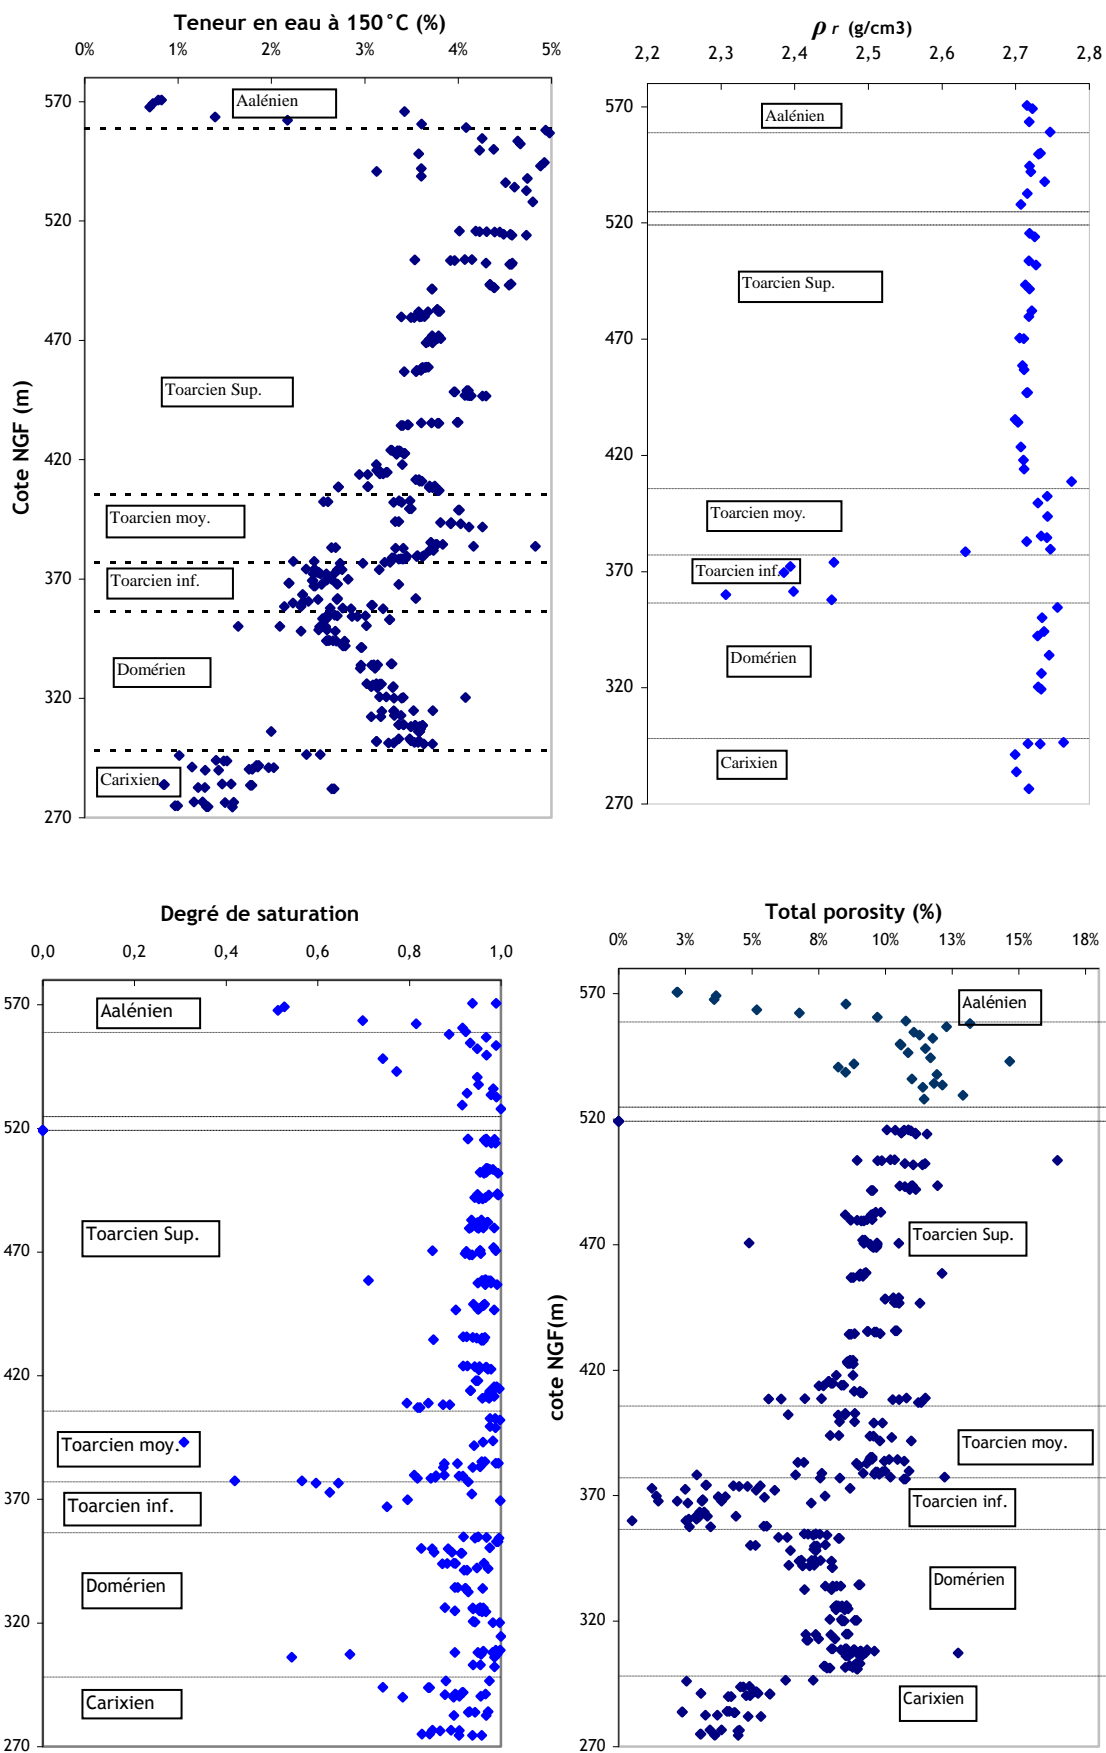 Teneur en eau à 150°C (%)
0% 1% 2% 3% 4% 5%
570
520
470
420
370
320
270
Cote NGF (m)
Aalénien
Toarcien Sup.
Toarcien moy.
Toarcien inf.
Domérien
Carixien
ρ r (g/cm3)
2,2 2,3 2,4 2,5 2,6 2,7 2,8
570
520
470
420
370
320
270
Aalénien
Toarcien Sup.
Toarcien moy.
Toarcien inf.
Domérien
Carixien
Degré de saturation
0,0 0,2 0,4 0,6 0,8 1,0
570
520
470
420
370
320
270
Aalénien
Toarcien Sup.
Toarcien moy.
Toarcien inf.
Domérien
Carixien
Total porosity (%)
0% 3% 5% 8% 10% 13% 15% 18%
570
520
470
420
370
320
270
cote NGF(m)
Aalénien
Toarcien Sup.
Toarcien moy.
Toarcien inf.
Domérien
Carixien